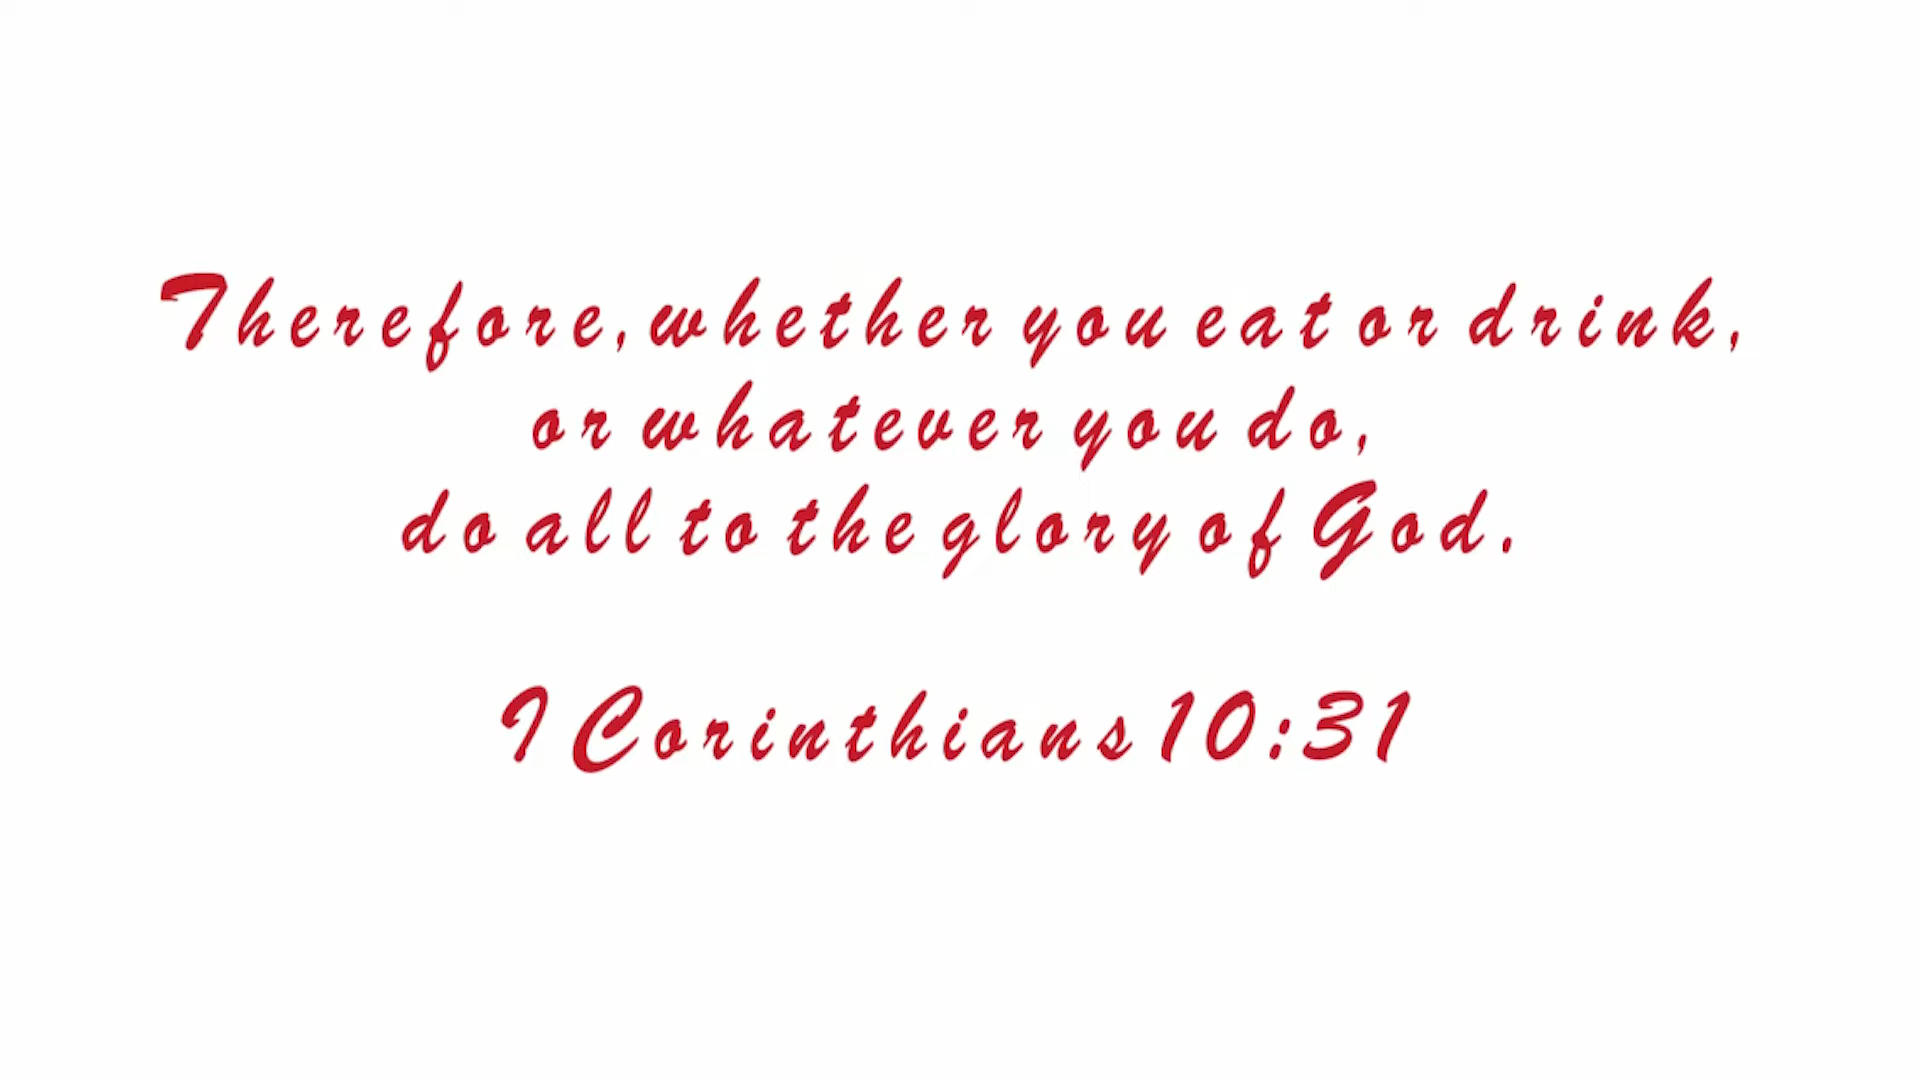 Therefore, whether you eat or drink,
or whatever you do,
do all to the glory of God.
I Corinthians 10:31